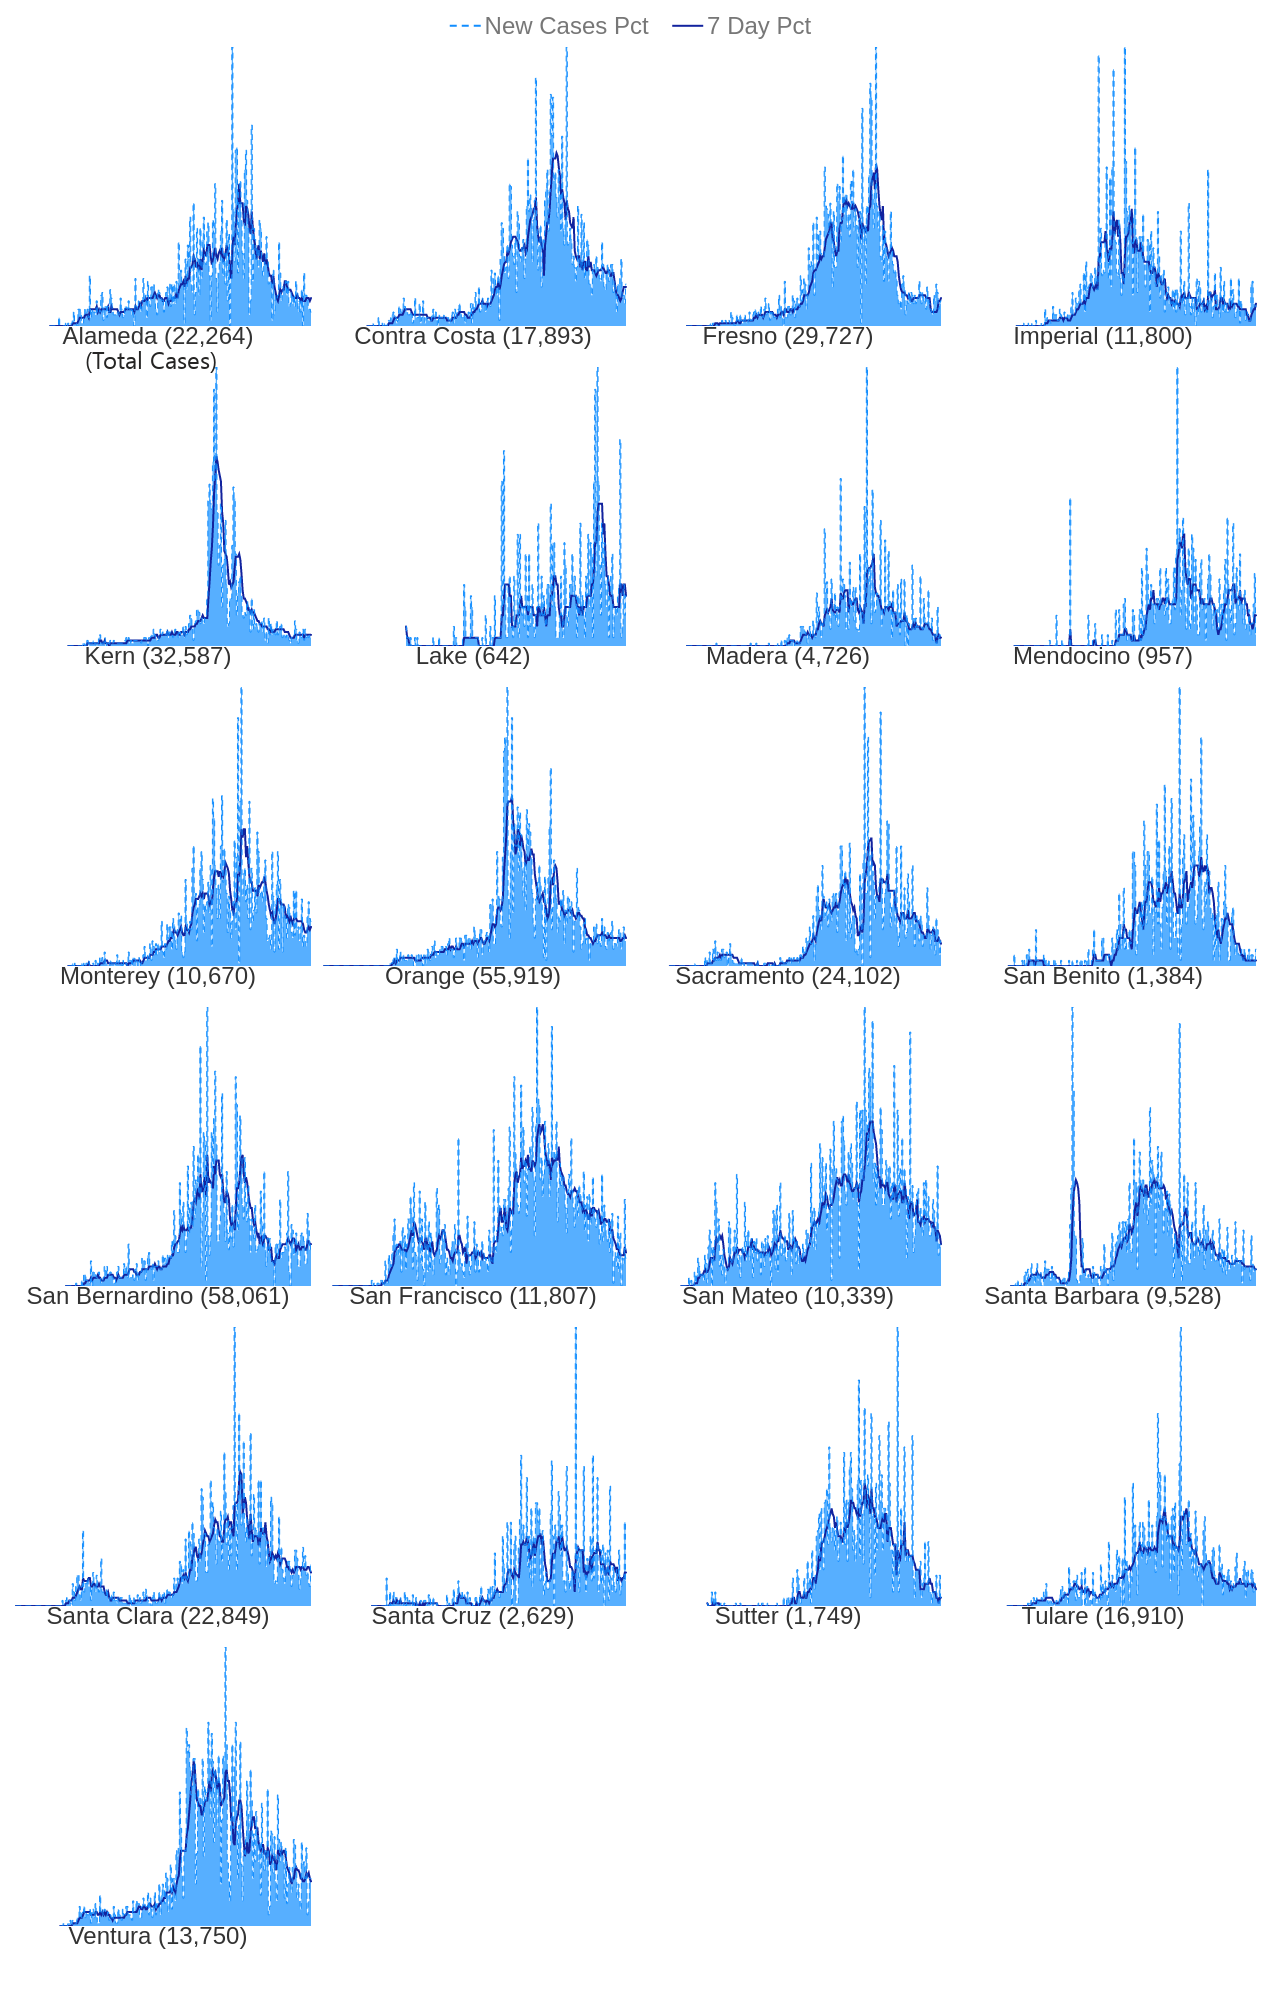 New Cases Pct 7 Day Pct
Alameda (22,264) Contra Costa (17,893) Fresno (29,727) Imperial (11,800)
(Total Cases)
Kern (32,587) Lake (642) Madera (4,726) Mendocino (957)
Monterey (10,670) Orange (55,919) Sacramento (24,102) San Benito (1,384)
San Bernardino (58,061) San Francisco (11,807) San Mateo (10,339) Santa Barbara (9,528)
Santa Clara (22,849) Santa Cruz (2,629) Sutter (1,749) Tulare (16,910)
Ventura (13,750)